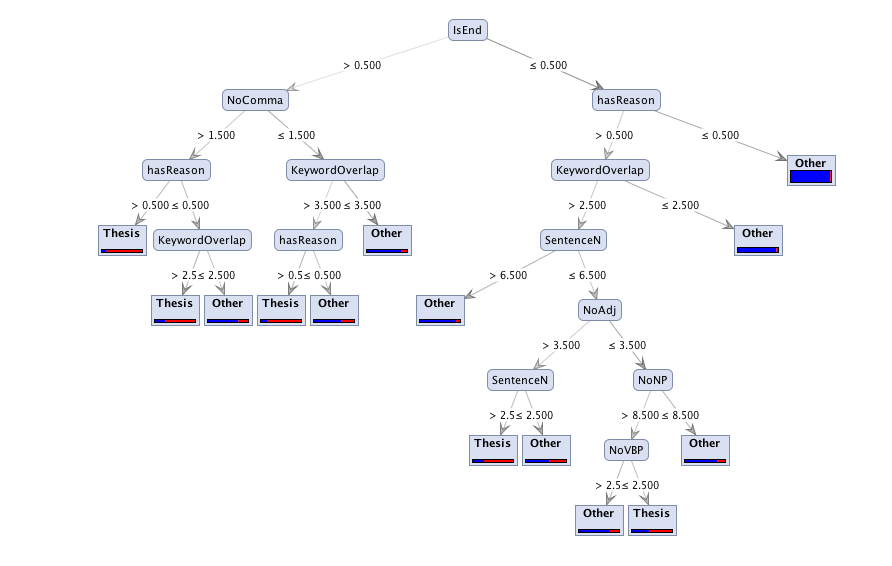 IsEnd
> 0.500 ≤ 0.500
NoComma hasReason
> 1.500 ≤ 1.500 > 0.500 ≤ 0.500
hasReason KeywordOverlap KeywordOverlap Other
> 0.500 ≤ 0.500 > 3.500 ≤ 3.500 > 2.500 ≤ 2.500
Thesis KeywordOverlap hasReason Other SentenceN Other
> 2.5 ≤ 2.500 > 0.5 ≤ 0.500 > 6.500 ≤ 6.500
Thesis Other Thesis Other Other NoAdj
> 3.500 ≤ 3.500
SentenceN NoNP
> 2.5 ≤ 2.500 > 8.500 ≤ 8.500
Thesis Other NoVBP Other
> 2.5 ≤ 2.500
Other Thesis